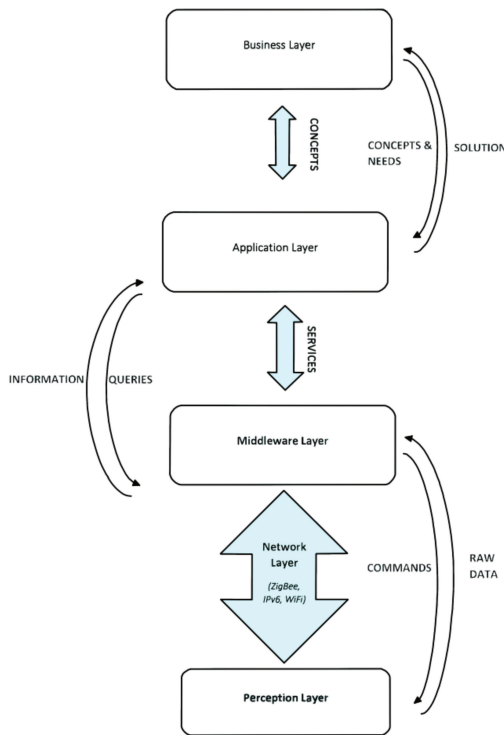 Business Layer
CONCEPTS
CONCEPTS &
NEEDS
SOLUTION
Application Layer
SERVICES
INFORMATION
QUERIES
Middleware Layer
Network
Layer
(ZigBee,
IPv6, WiFi)
COMMANDS
RAW
DATA
Perception Layer